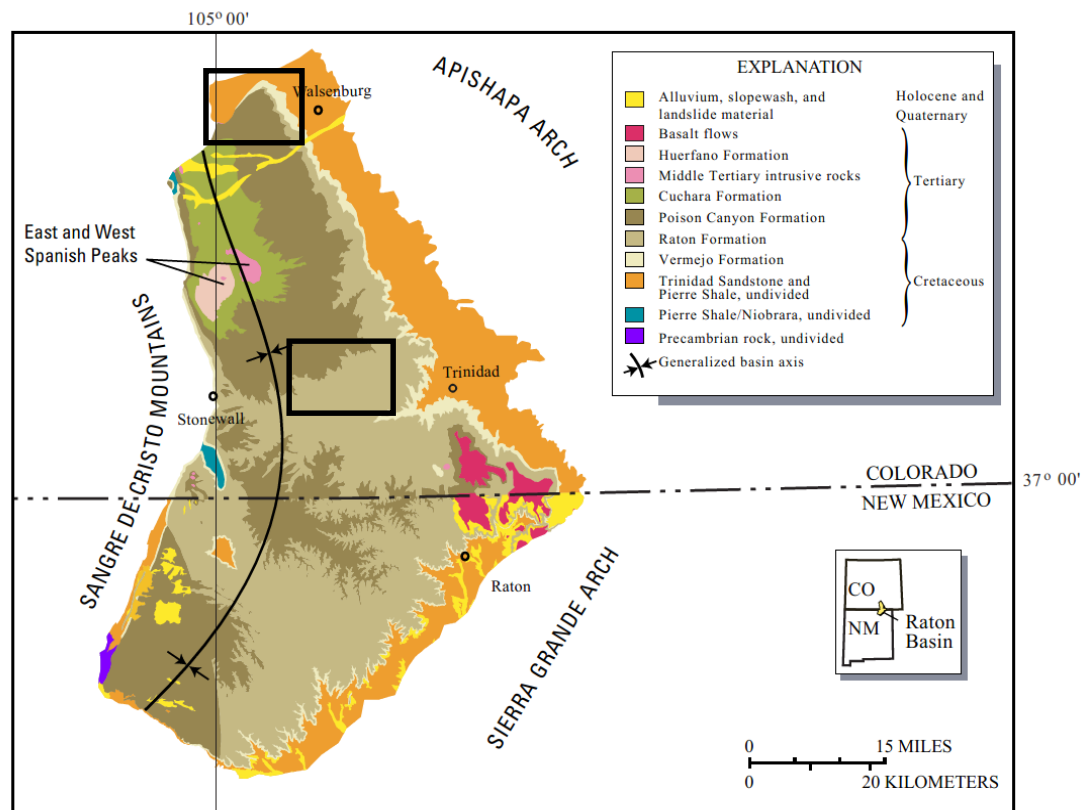 105° 00'
APISHAPA ARCH
Walsenburg
EXPLANATION
Alluvium, slopewash, and
landslide material
Holocene and
Quaternary
Basalt flows
Huerfano Formation
Middle Tertiary intrusive rocks
Tertiary
Cuchara Formation
Poison Canyon Formation
Raton Formation
Vermejo Formation
Trinidad Sandstone and
Pierre Shale, undivided
Cretaceous
Pierre Shale/Niobrara, undivided
Precambrian rock, undivided
Generalized basin axis
East and West
Spanish Peaks
SANGRE DE CRISTO MOUNTAINS
Trinidad
Stonewall
COLORADO
NEW MEXICO
37° 00'
Raton
SIERRA GRANDE ARCH
CO
NM
Raton
Basin
0 15 MILES
0 20 KILOMETERS